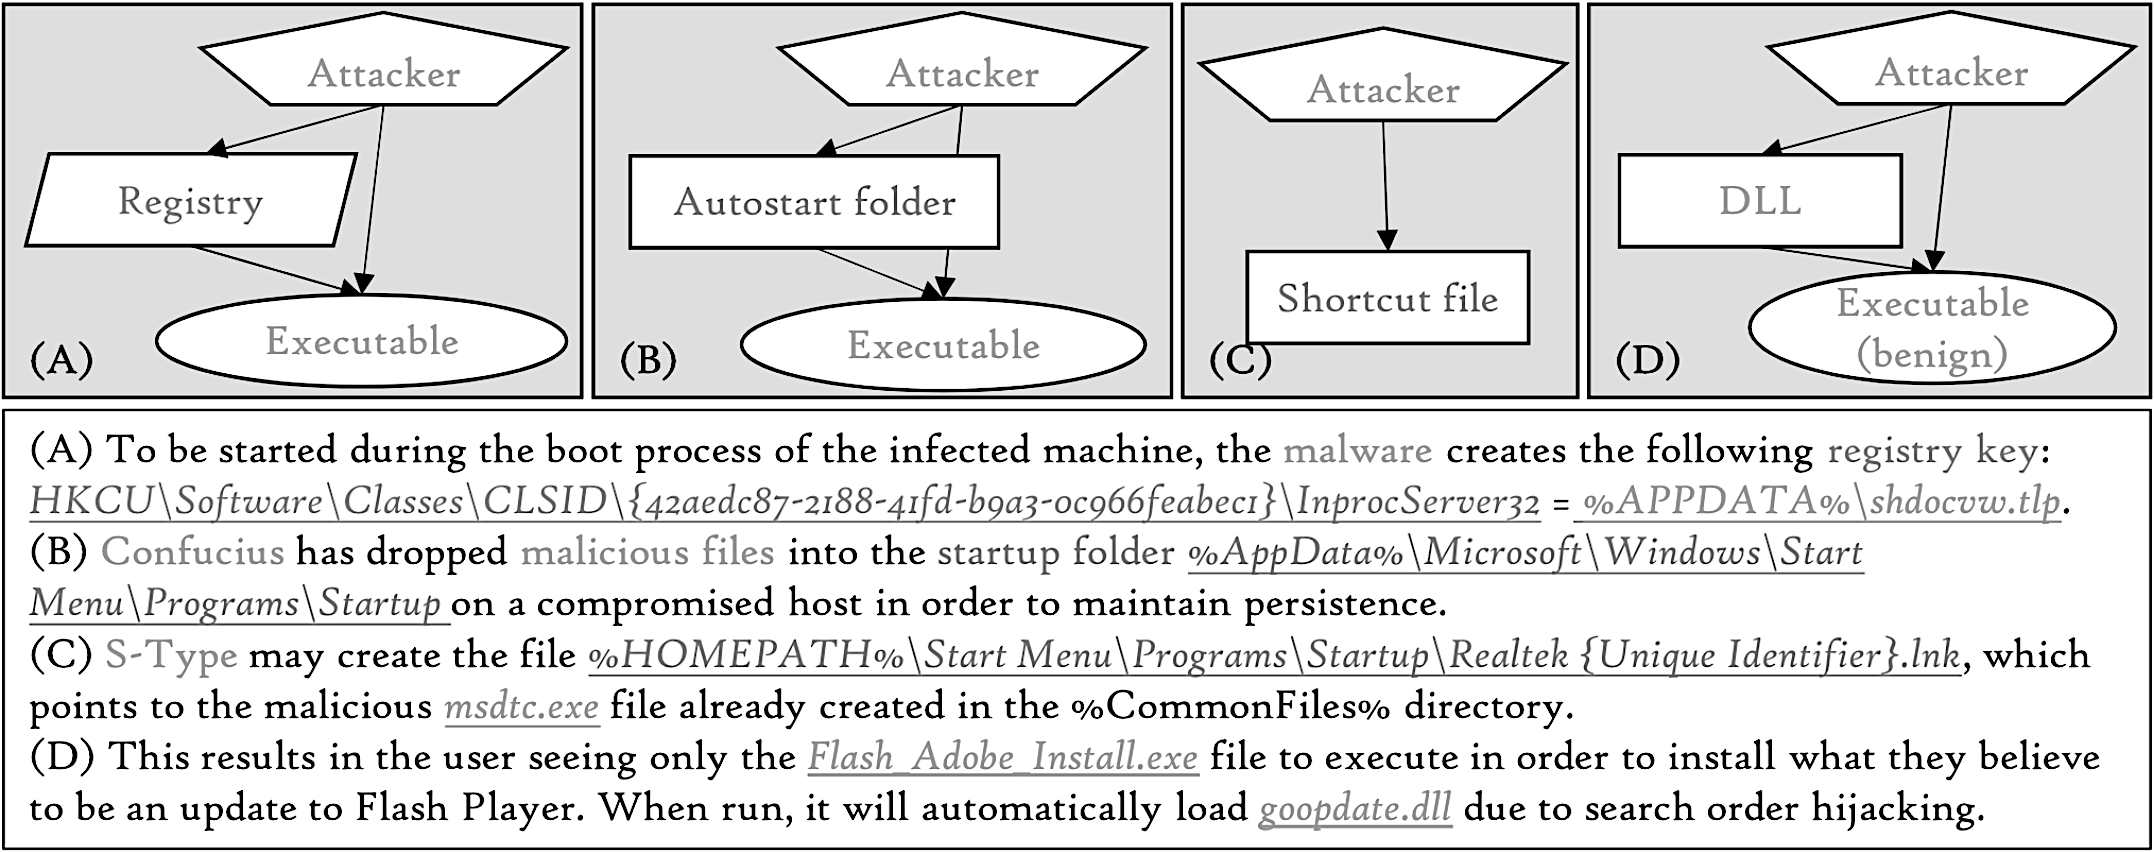 Attacker
Registry
Executable
(A)
Attacker
Autostart folder
Executable
(B)
Attacker
Shortcut file
(C)
Attacker
DLL
Executable
(benign)
(D)
(A) To be started during the boot process of the infected machine, the malware creates the following registry key:
HKCU\Software\Classes\CLSID\{42aedc87-2188-41fd-b9a3-0c966feabec1}\InprocServer32 = %APPDATA%\shdocvw.tlp.
(B) Confucius has dropped malicious files into the startup folder %AppData%\Microsoft\Windows\Start
Menu\Programs\Startup on a compromised host in order to maintain persistence.
(C) S-Type may create the file %HOMEPATH%\Start Menu\Programs\Startup\Realtek {Unique Identifier}.lnk, which
points to the malicious msdtc.exe file already created in the %CommonFiles% directory.
(D) This results in the user seeing only the Flash_Adobe_Install.exe file to execute in order to install what they believe
to be an update to Flash Player. When run, it will automatically load goopdate.dll due to search order hijacking.